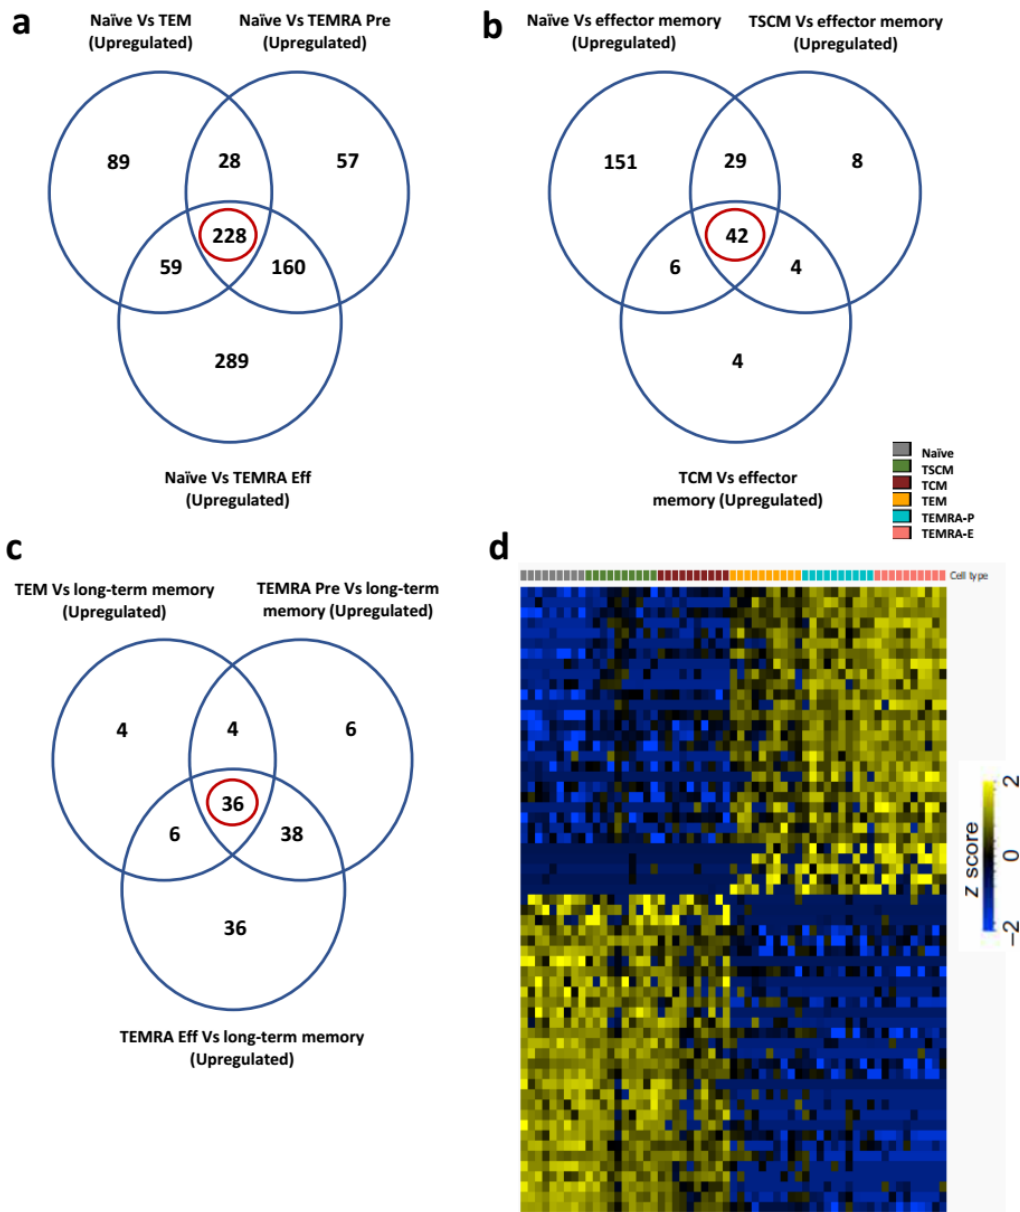 a
Naïve Vs TEM
(Upregulated)
Naïve Vs TEMRA Pre
(Upregulated)
89
28
57
228
59
160
289
Naïve Vs TEMRA Eff
(Upregulated)
b
Naïve Vs effector memory
(Upregulated)
TSCM Vs effector memory
(Upregulated)
151
29
8
42
6
4
4
TCM Vs effector
memory (Upregulated)
Naïve
TSCM
TCM
TEM
TEMRA-P
TEMRA-E
c
TEM Vs long-term memory
(Upregulated)
TEMRA Pre Vs long-term
memory (Upregulated)
4
4
6
36
6
38
36
TEMRA Eff Vs long-term memory
(Upregulated)
d
Cell type
z score
2
0
−2